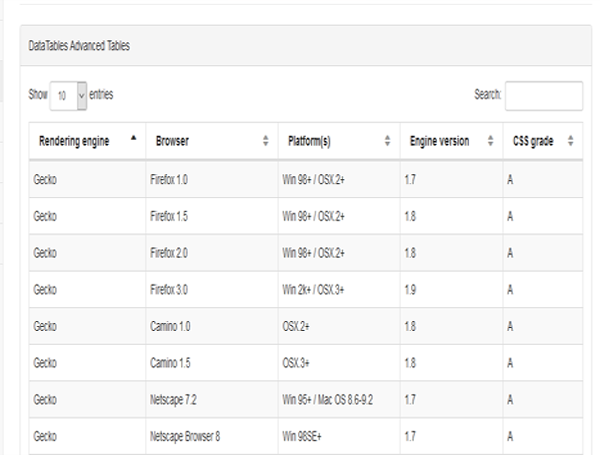 DataTables Advanced Tables
Show 10 entries Search:
Rendering engine Browser Platform(s) Engine version CSS grade
Gecko Firefox 1.0 Win 98+ / OSX.2+ 1.7 A
Gecko Firefox 1.5 Win 98+ / OSX.2+ 1.8 A
Gecko Firefox 2.0 Win 98+ / OSX.2+ 1.8 A
Gecko Firefox 3.0 Win 2k+ / OSX.3+ 1.9 A
Gecko Camino 1.0 OSX.2+ 1.8 A
Gecko Camino 1.5 OSX.3+ 1.8 A
Gecko Netscape 7.2 Win 95+ / Mac OS 8.6-9.2 1.7 A
Gecko Netscape Browser 8 Win 98SE+ 1.7 A